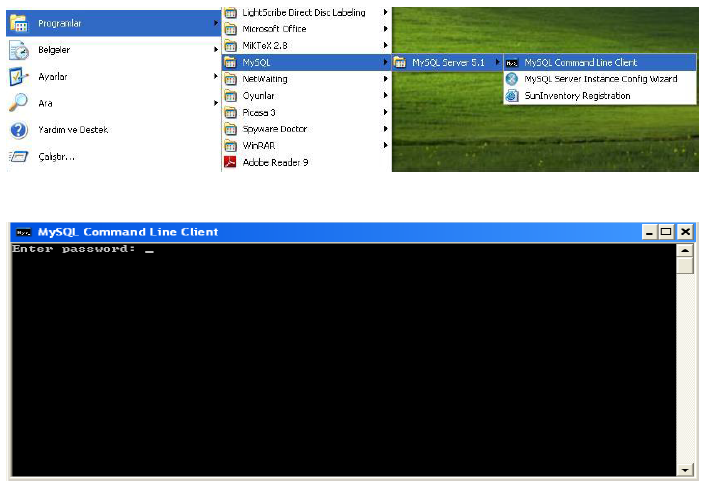 Programlar
Belgeler
Ayarlar
Ara
Yardım ve Destek
Çalıştır...
LightScribe Direct Disc Labeling
Microsoft Office
MiKTeX 2.8
MySQL
NetWaiting
Oyunlar
Picasa 3
Spyware Doctor
WinRAR
Adobe Reader 9
MySQL Server 5.1
MySQL Command Line Client
MySQL Server Instance Config Wizard
SunInventory Registration
MySQL Command Line Client
Enter password: _